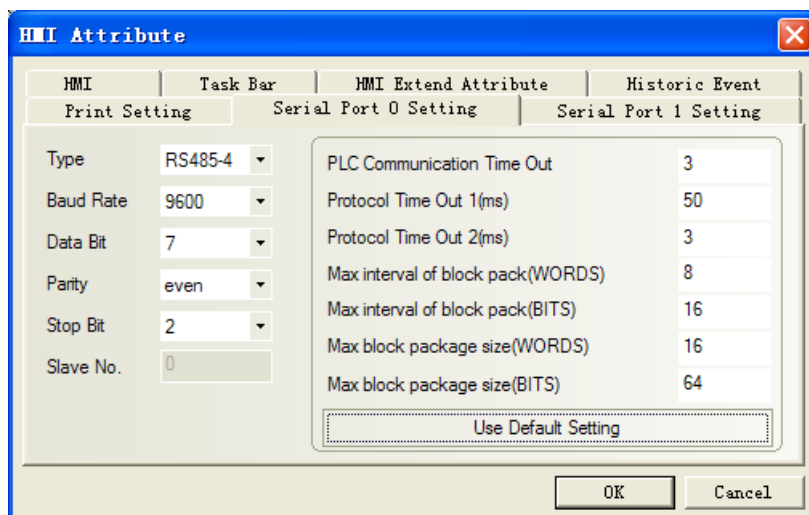 HMI Attribute
HMI Task Bar HMI Extend Attribute Historic Event
Print Setting Serial Port 0 Setting Serial Port 1 Setting
Type RS485-4
Baud Rate 9600
Data Bit 7
Parity even
Stop Bit 2
Slave No. 0
PLC Communication Time Out 3
Protocol Time Out 1(ms) 50
Protocol Time Out 2(ms) 3
Max interval of block pack(WORDS) 8
Max interval of block pack(BITS) 16
Max block package size(WORDS) 16
Max block package size(BITS) 64
Use Default Setting
OK Cancel